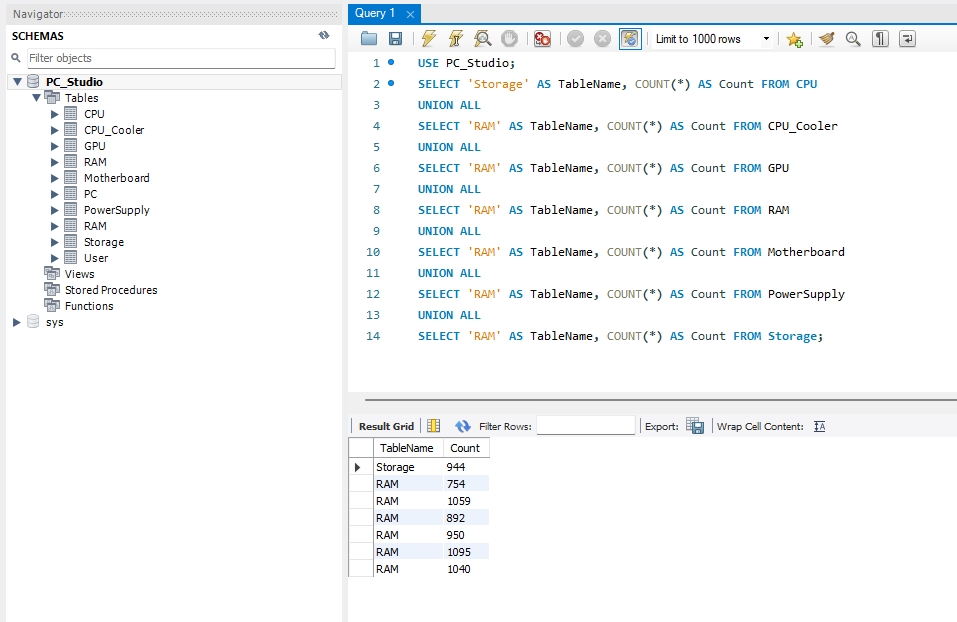 Navigator
SCHEMAS
Filter objects
PC_Studio
Tables
CPU
CPU_Cooler
GPU
RAM
Motherboard
PC
PowerSupply
RAM
Storage
User
Views
Stored Procedures
Functions
sys
Query 1
Limit to 1000 rows
1 USE PC_Studio;
2 SELECT 'Storage' AS TableName, COUNT(*) AS Count FROM CPU
3 UNION ALL
4 SELECT 'RAM' AS TableName, COUNT(*) AS Count FROM CPU_Cooler
5 UNION ALL
6 SELECT 'RAM' AS TableName, COUNT(*) AS Count FROM GPU
7 UNION ALL
8 SELECT 'RAM' AS TableName, COUNT(*) AS Count FROM RAM
9 UNION ALL
10 SELECT 'RAM' AS TableName, COUNT(*) AS Count FROM Motherboard
11 UNION ALL
12 SELECT 'RAM' AS TableName, COUNT(*) AS Count FROM PowerSupply
13 UNION ALL
14 SELECT 'RAM' AS TableName, COUNT(*) AS Count FROM Storage;
Result Grid Filter Rows: Export: Wrap Cell Content:
TableName Count
Storage 944
RAM 754
RAM 1059
RAM 892
RAM 950
RAM 1095
RAM 1040